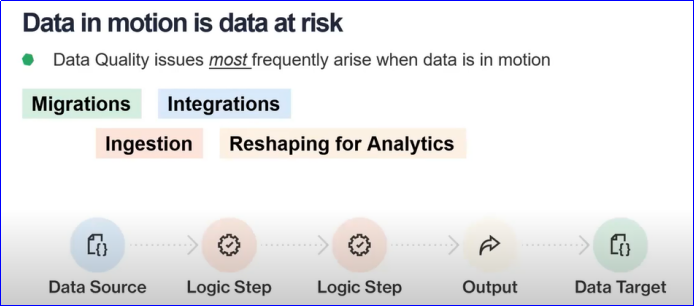 Data in motion is data at risk
Data Quality issues most frequently arise when data is in motion
Migrations Integrations
Ingestion Reshaping for Analytics
Data Source Logic Step Logic Step Output Data Target